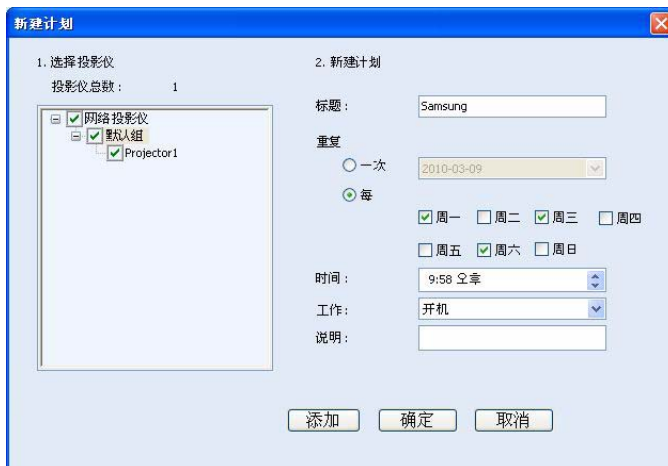 新建计划
1. 选择投影仪
投影仪总数： 1
网络投影仪
默认组
Projector1
2. 新建计划
标题： Samsung
重复
一次 2010-03-09
每
周一 周二 周三 周四
周五 周六 周日
时间： 9:58 오후
工作： 开机
说明：
添加 确定 取消